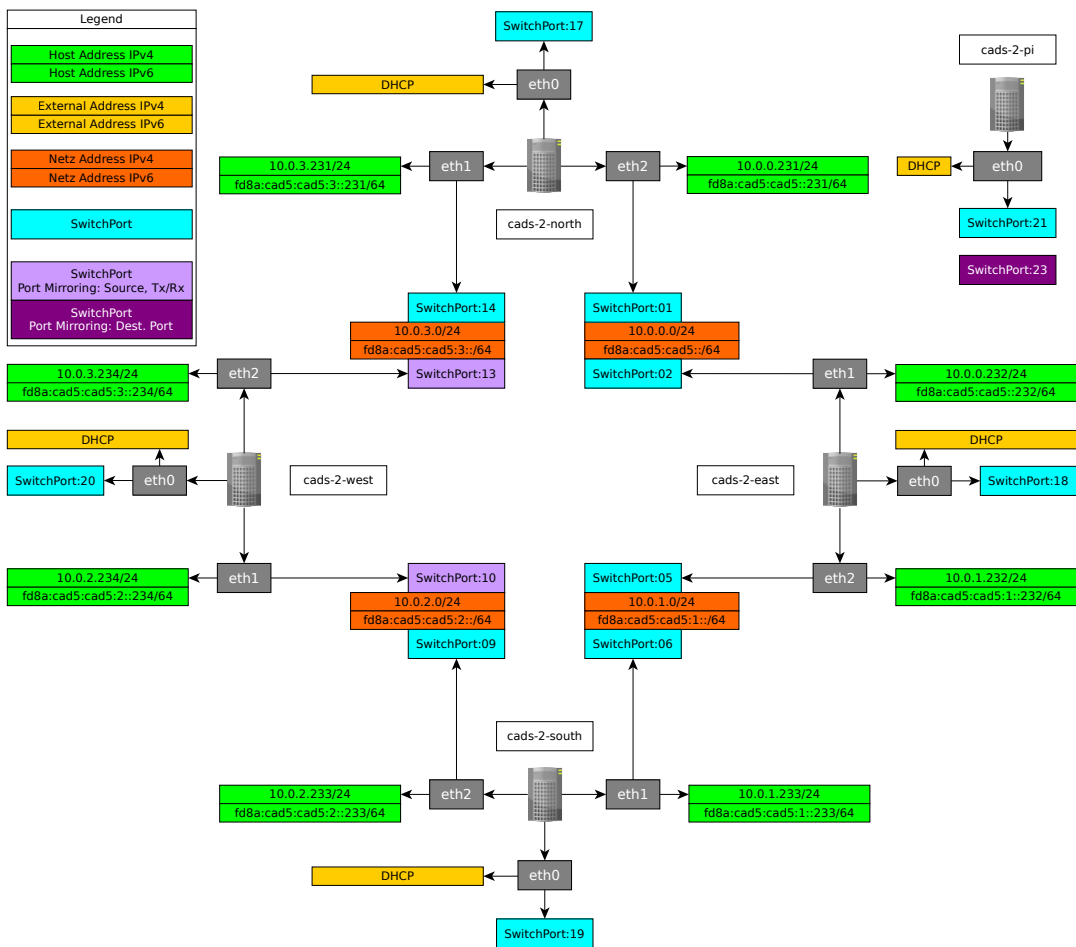 Legend
Host Address IPv4
Host Address IPv6
External Address IPv4
External Address IPv6
Netz Address IPv4
Netz Address IPv6
SwitchPort
SwitchPort
Port Mirroring: Source, Tx/Rx
SwitchPort
Port Mirroring: Dest. Port
SwitchPort:17
DHCP
eth0
10.0.3.231/24
fd8a:cad5:cad5:3::231/64
eth1
eth2
10.0.0.231/24
fd8a:cad5:cad5::231/64
cads-2-north
cads-2-pi
DHCP
eth0
SwitchPort:21
SwitchPort:23
SwitchPort:14
10.0.3.0/24
fd8a:cad5:cad5:3::/64
SwitchPort:13
SwitchPort:01
10.0.0.0/24
fd8a:cad5:cad5::/64
SwitchPort:02
10.0.3.234/24
fd8a:cad5:cad5:3::234/64
eth2
DHCP
SwitchPort:20
eth0
cads-2-west
10.0.2.234/24
fd8a:cad5:cad5:2::234/64
eth1
eth1
10.0.0.232/24
fd8a:cad5:cad5::232/64
DHCP
cads-2-east
eth0
SwitchPort:18
eth2
10.0.1.232/24
fd8a:cad5:cad5:1::232/64
SwitchPort:10
10.0.2.0/24
fd8a:cad5:cad5:2::/64
SwitchPort:09
SwitchPort:05
10.0.1.0/24
fd8a:cad5:cad5:1::/64
SwitchPort:06
cads-2-south
10.0.2.233/24
fd8a:cad5:cad5:2::233/64
eth2
eth1
10.0.1.233/24
fd8a:cad5:cad5:1::233/64
DHCP
eth0
SwitchPort:19